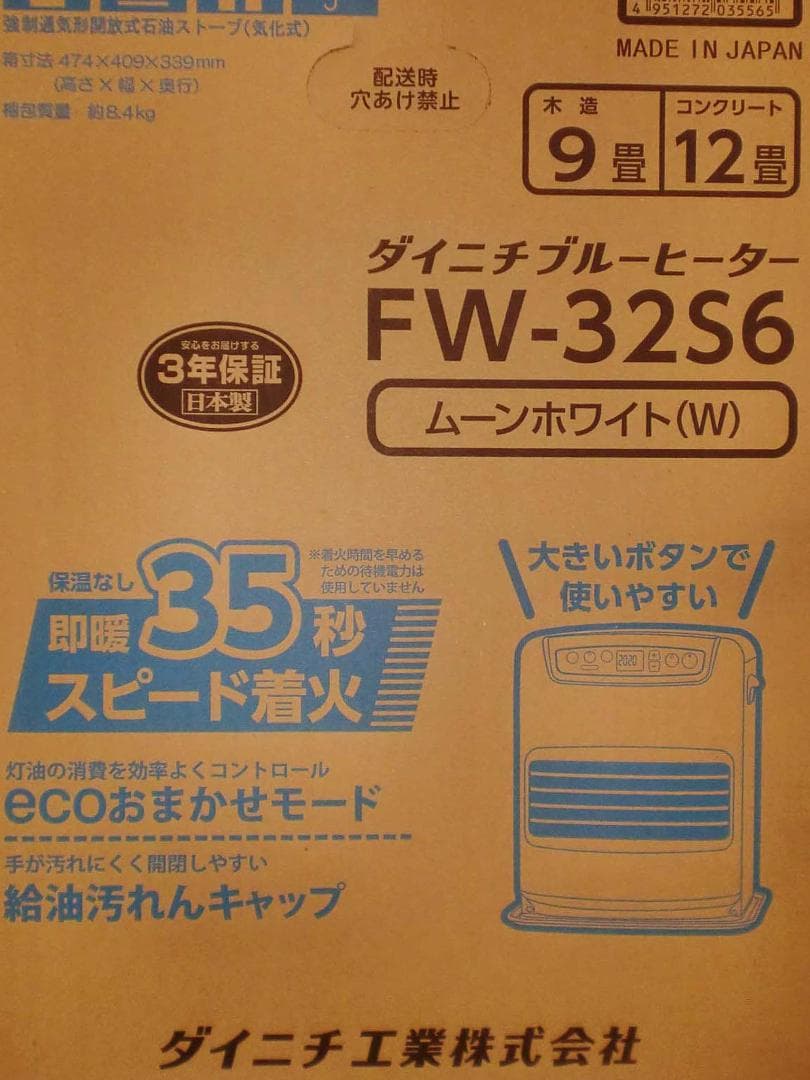 強制通気形開放式石油ストーブ(気化式)
箱寸法 474×409×339mm
(高さ×幅×奥行)
梱包質量 約8.4kg
4 951272 035565
MADE IN JAPAN
配送時
穴あけ禁止
木造
9畳
コンクリート
12畳
ダイニチブルーヒーター
FW-32S6
ムーンホワイト(W)
安心をお届けする
3年保証
日本製
保温なし
即暖35秒
スピード着火
※着火時間を早める
ための待機電力は
使用していません
大きいボタンで
使いやすい
2020
灯油の消費を効率よくコントロール
ecoおまかせモード
手が汚れにくく開閉しやすい
給油汚れんキャップ
ダイニチ工業株式会社